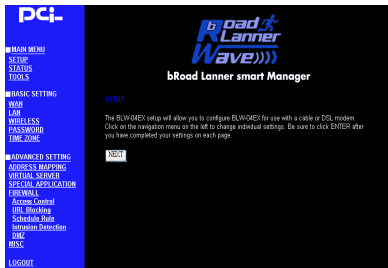 PCi
MAIN MENU
SETUP
STATUS
TOOLS
BASIC SETTING
WAN
LAN
WIRELESS
PASSWORD
TIME ZONE
ADVANCED SETTING
ADDRESS MAPPING
VIRTUAL SERVER
SPECIAL APPLICATION
FIREWALL
Access Control
URL Blocking
Schedule Rule
Intrusion Detection
DMZ
MISC
LOGOUT
Road
Lanner
Wave
bRoad Lanner smart Manager
SETUP
The BLW-04EX setup will allow you to configure BLW-04EX for use with a cable or DSL modem.
Click on the navigation menu on the left to change individual settings. Be sure to click ENTER after
you have completed your settings on each page.
NEXT